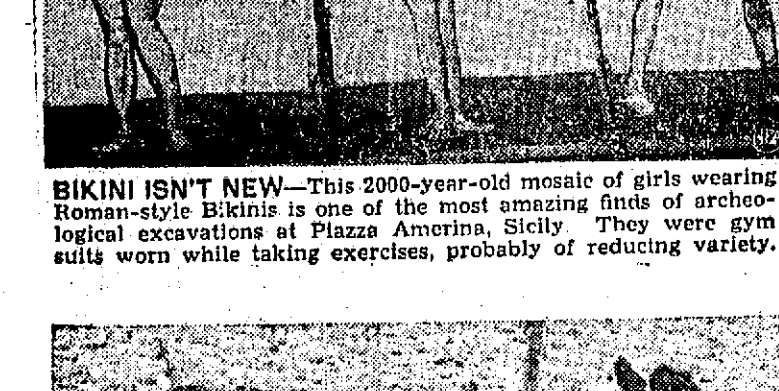 BIKINI ISN'T NEW—This 2000-year-old mosaic of girls wearing
Roman-style Bikinis is one of the most amazing finds of archeo-
logical excavations at Piazza Amerina, Sicily. They were gym
suits worn while taking exercises, probably of reducing variety.